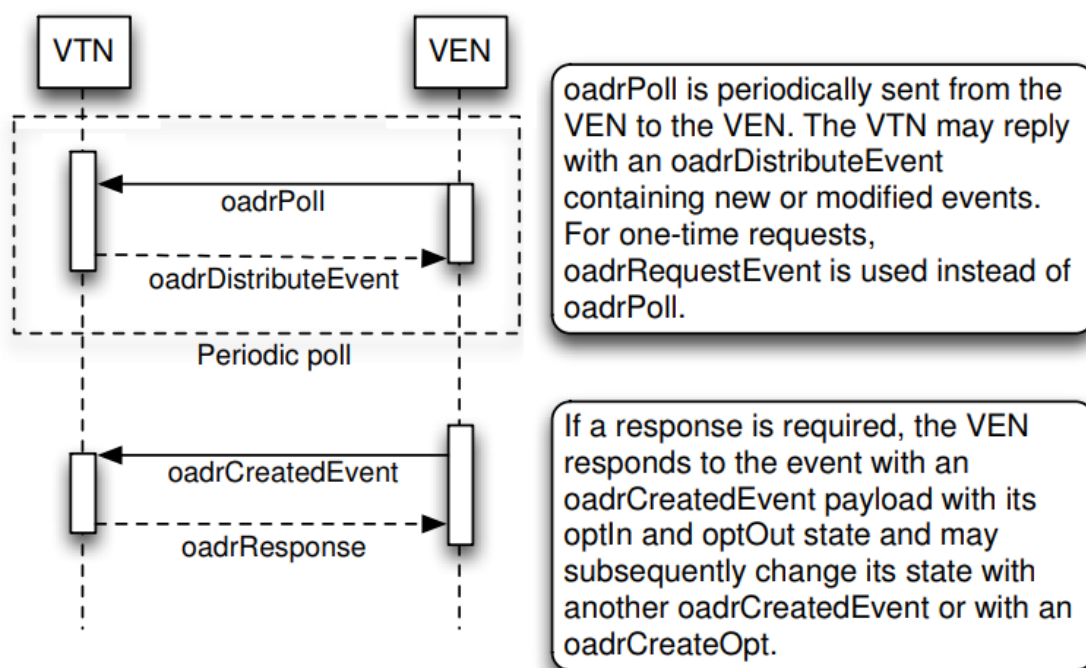 VTN
VEN
oadrPoll
oadrDistributeEvent
Periodic poll
oadrPoll is periodically sent from the
VEN to the VEN. The VTN may reply
with an oadrDistributeEvent
containing new or modified events.
For one-time requests,
oadrRequestEvent is used instead of
oadrPoll.
oadrCreatedEvent
oadrResponse
If a response is required, the VEN
responds to the event with an
oadrCreatedEvent payload with its
optIn and optOut state and may
subsequently change its state with
another oadrCreatedEvent or with an
oadrCreateOpt.